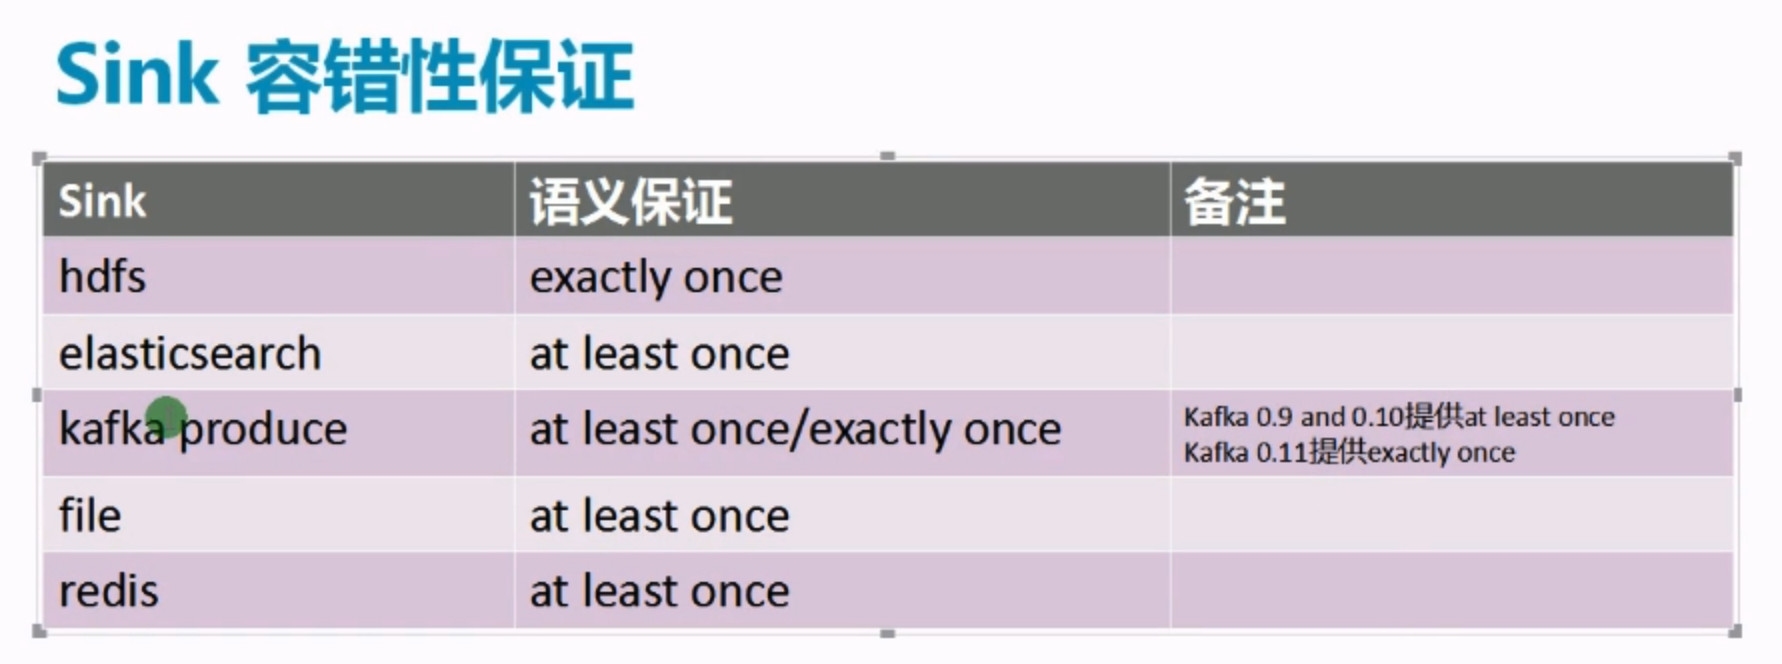 Sink 容错性保证
Sink 语义保证 备注
hdfs exactly once
elasticsearch at least once
kafka produce at least once/exactly once Kafka 0.9 and 0.10提供at least once
Kafka 0.11提供exactly once
file at least once
redis at least once